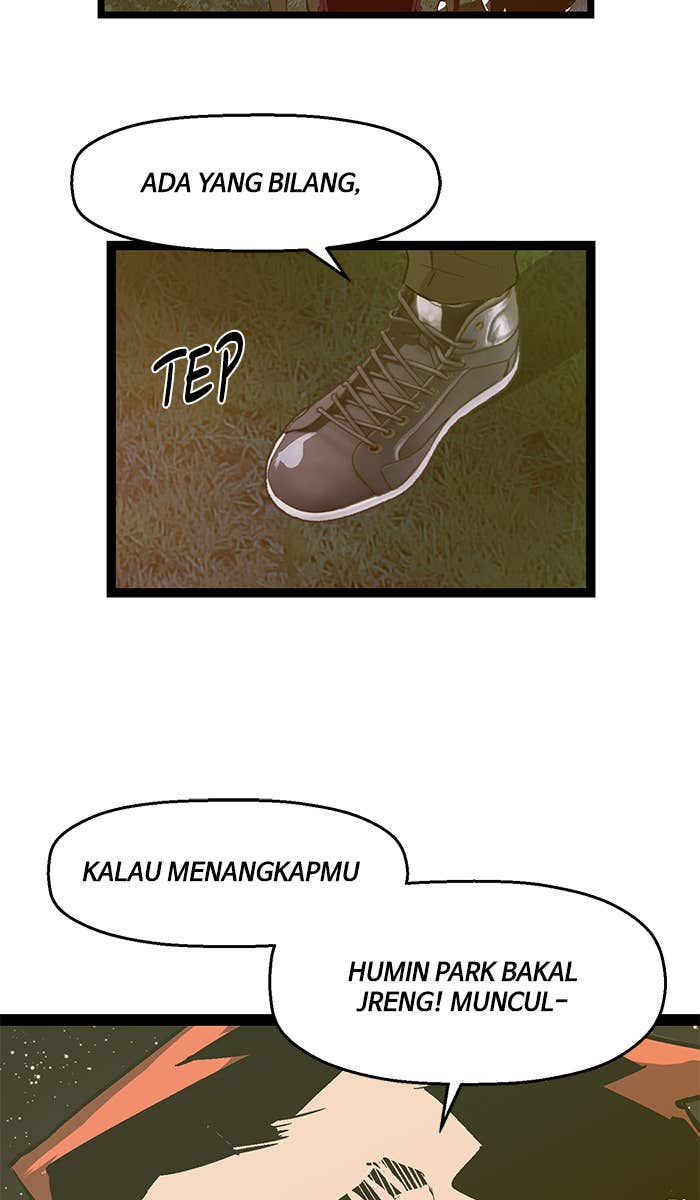 ADA YANG BILANG,
TEP
KALAU MENANGKAPMU
HUMIN PARK BAKAL
JRENG! MUNCUL-